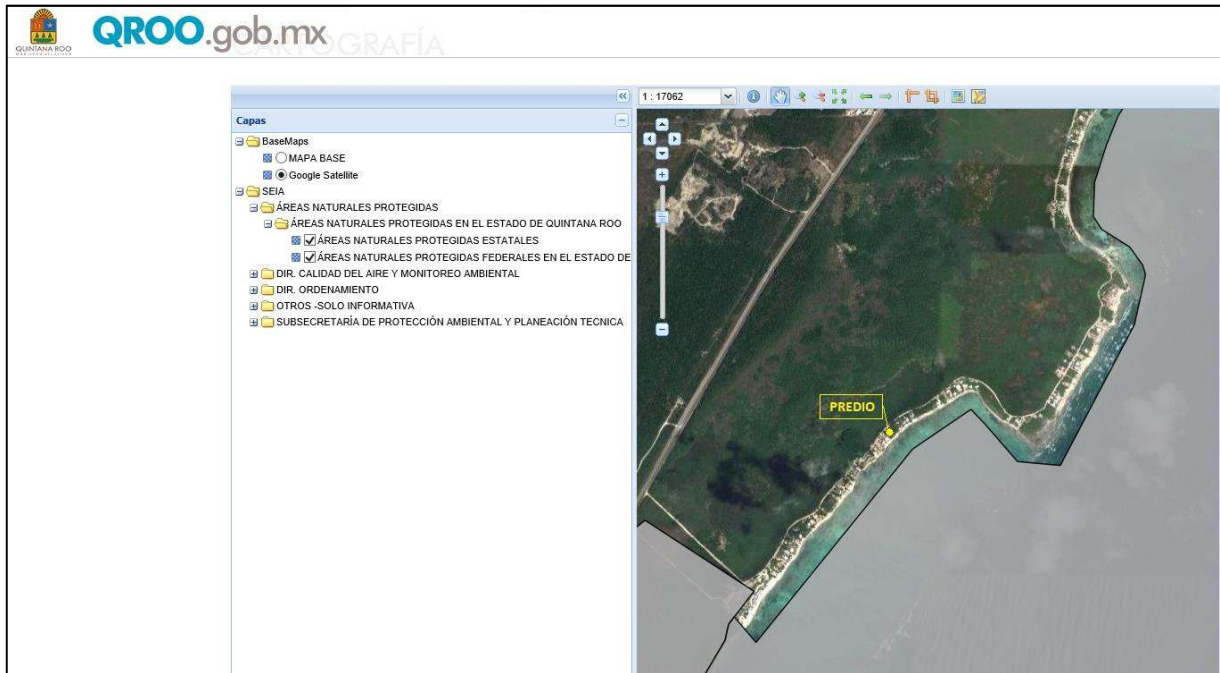 QUINTANA ROO
QROO.gob.mx
CARTOGRAFÍA
1 : 17062
Capas
BaseMaps
MAPA BASE
Google Satellite
SEIA
ÁREAS NATURALES PROTEGIDAS
ÁREAS NATURALES PROTEGIDAS EN EL ESTADO DE QUINTANA ROO
ÁREAS NATURALES PROTEGIDAS ESTATALES
ÁREAS NATURALES PROTEGIDAS FEDERALES EN EL ESTADO DE
DIR. CALIDAD DEL AIRE Y MONITOREO AMBIENTAL
DIR. ORDENAMIENTO
OTROS -SOLO INFORMATIVA
SUBSECRETARÍA DE PROTECCIÓN AMBIENTAL Y PLANEACIÓN TECNICA
PREDIO